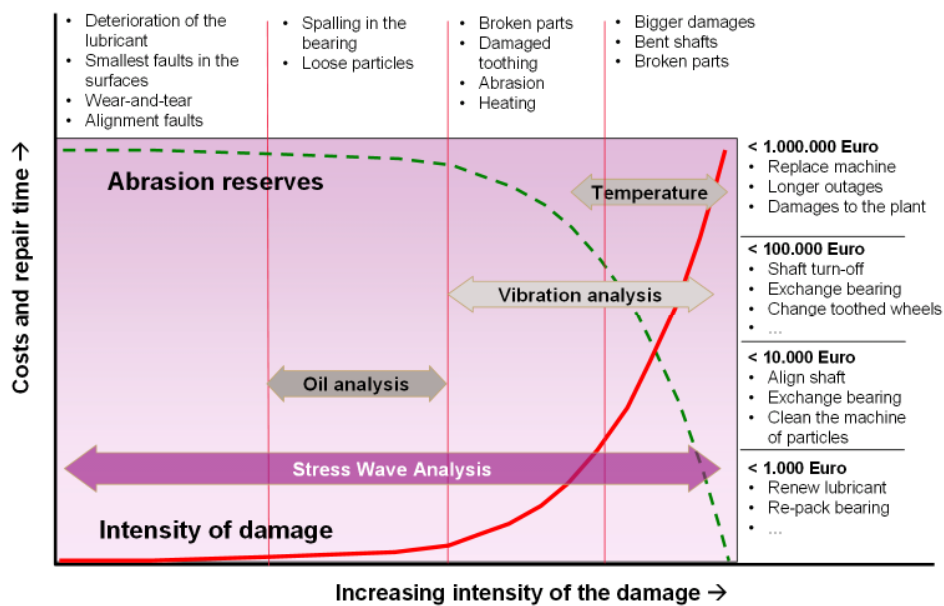 • Deterioration of the
lubricant
• Smallest faults in the
surfaces
• Wear-and-tear
• Alignment faults
• Spalling in the
bearing
• Loose particles
• Broken parts
• Damaged
toothing
• Abrasion
• Heating
• Bigger damages
• Bent shafts
• Broken parts
Costs and repair time →
Abrasion reserves
Temperature
Vibration analysis
Oil analysis
Stress Wave Analysis
Intensity of damage
< 1.000.000 Euro
• Replace machine
• Longer outages
• Damages to the plant
< 100.000 Euro
• Shaft turn-off
• Exchange bearing
• Change toothed wheels
• ...
< 10.000 Euro
• Align shaft
• Exchange bearing
• Clean the machine
of particles
< 1.000 Euro
• Renew lubricant
• Re-pack bearing
• ...
Increasing intensity of the damage →